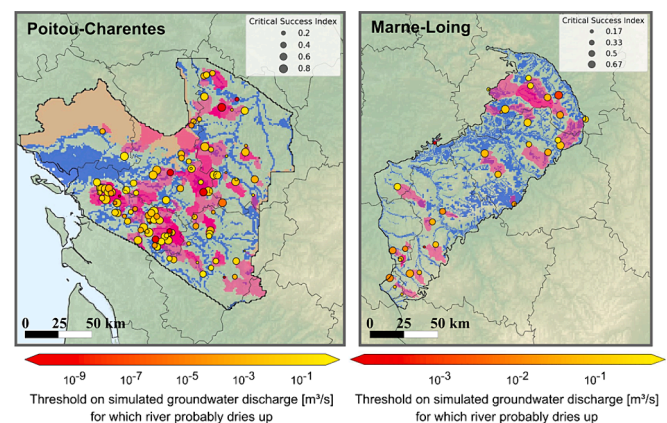 Poitou-Charentes
Critical Success Index
0.2
0.4
0.6
0.8
0 25 50 km
10⁻⁹ 10⁻⁷ 10⁻⁵ 10⁻³ 10⁻¹
Threshold on simulated groundwater discharge [m³/s]
for which river probably dries up
Marne-Loing
Critical Success Index
0.17
0.33
0.5
0.67
0 25 50 km
10⁻³ 10⁻² 10⁻¹
Threshold on simulated groundwater discharge [m³/s]
for which river probably dries up